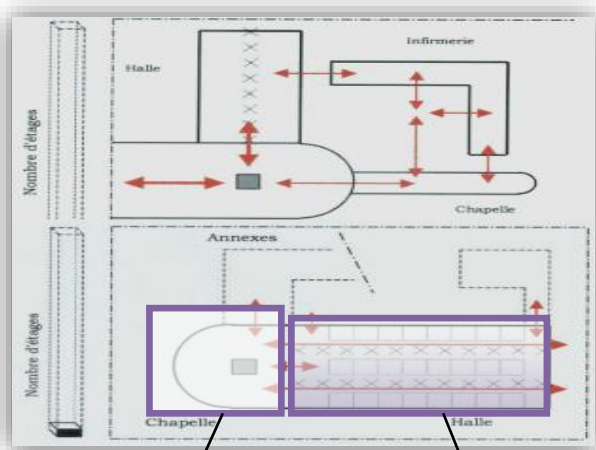 Nombre d'étages
Halle
Infirmerie
Chapelle
Nombre d'étages
Annexes
Chapelle
Halle